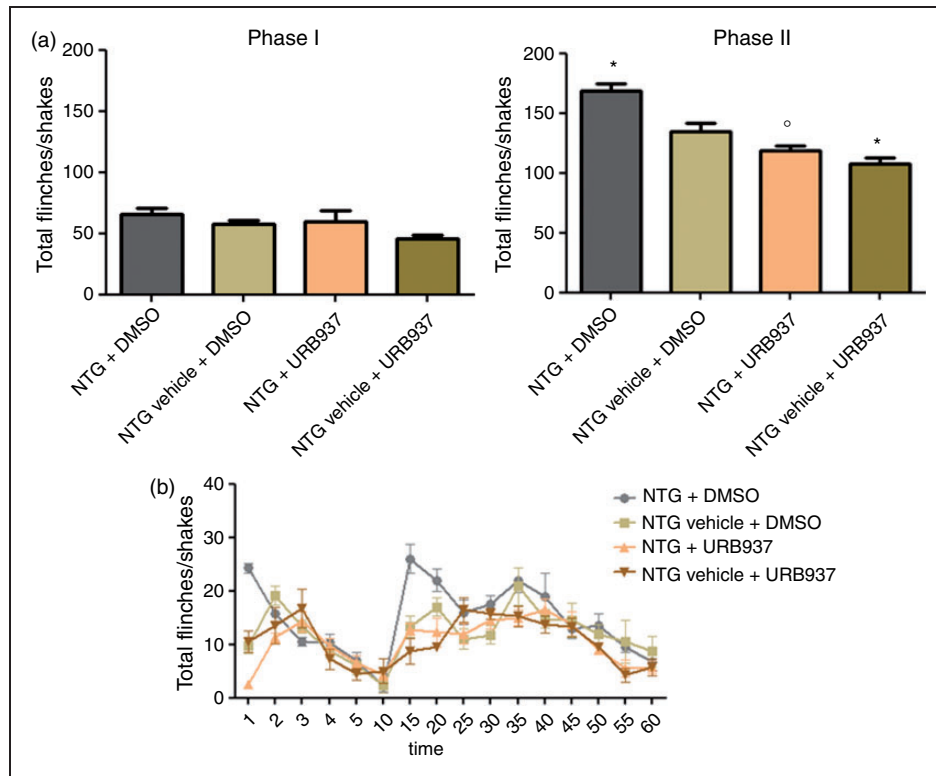 (a)
Phase I
Total flinches/shakes
200
150
100
50
0
NTG + DMSO
NTG vehicle + DMSO
NTG + URB937
NTG vehicle + URB937
Phase II
Total flinches/shakes
200
150
100
50
0
*
°
*
NTG + DMSO
NTG vehicle + DMSO
NTG + URB937
NTG vehicle + URB937
(b)
Total flinches/shakes
40
30
20
10
0
1 2 3 4 5 10 15 20 25 30 35 40 45 50 55 60
time
NTG + DMSO
NTG vehicle + DMSO
NTG + URB937
NTG vehicle + URB937